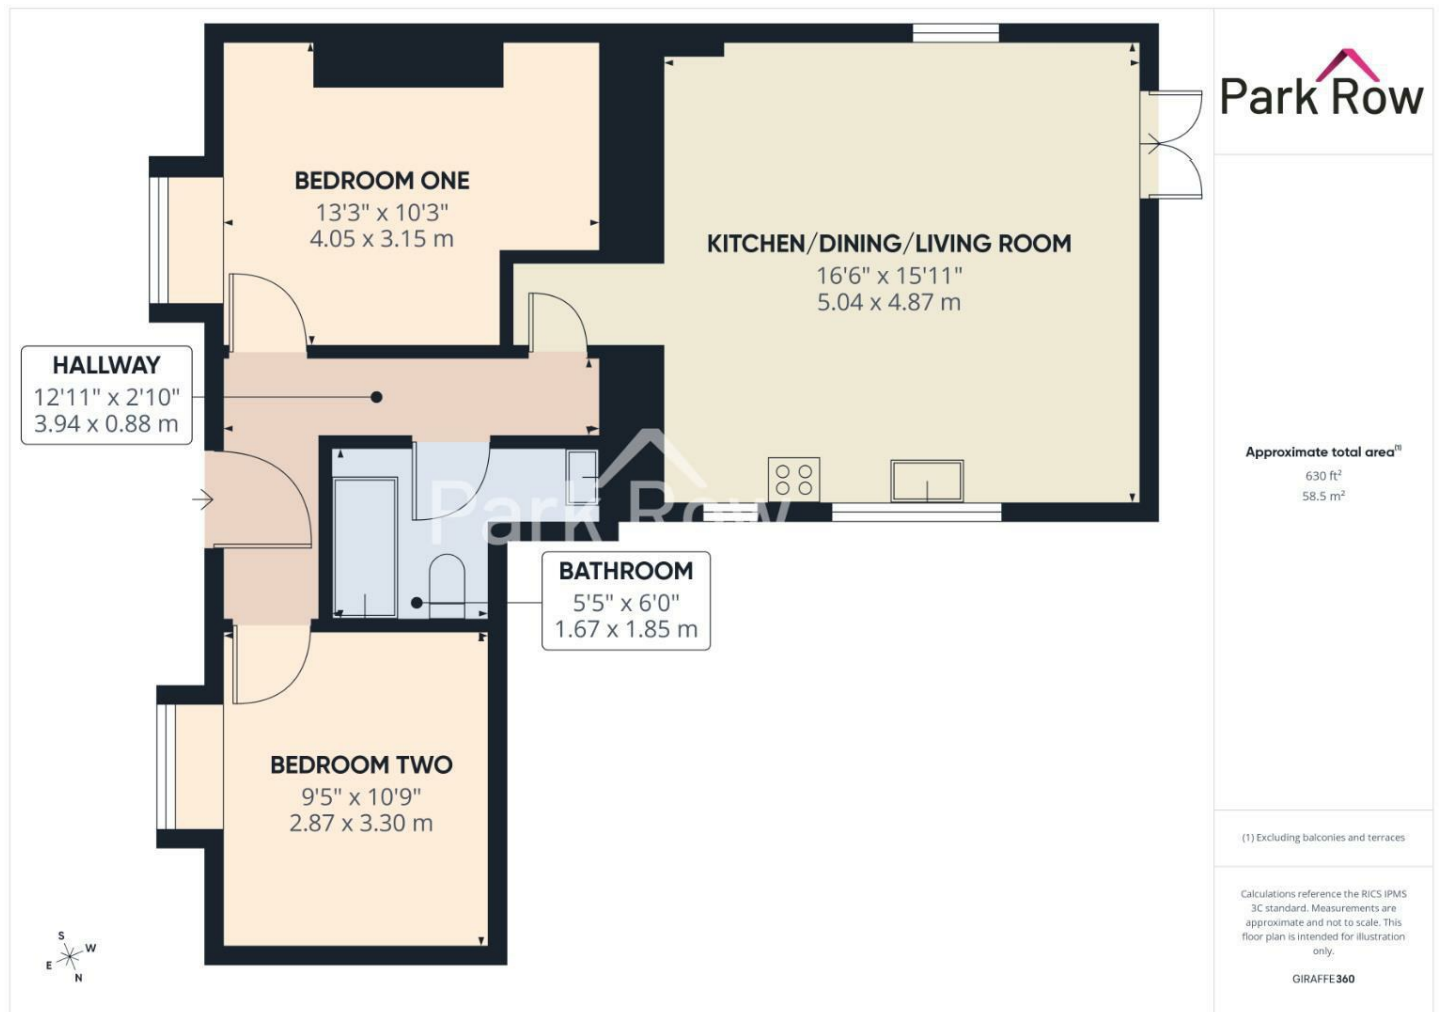 BEDROOM ONE
13'3" x 10'3"
4.05 x 3.15 m
KITCHEN/DINING/LIVING ROOM
16'6" x 15'11"
5.04 x 4.87 m
HALLWAY
12'11" x 2'10"
3.94 x 0.88 m
Park Row
BATHROOM
5'5" x 6'0"
1.67 x 1.85 m
BEDROOM TWO
9'5" x 10'9"
2.87 x 3.30 m
S
W
E
N
Park Row
Approximate total area(1)
630 ft²
58.5 m²
(1) Excluding balconies and terraces
Calculations reference the RICS IPMS
3C standard. Measurements are
approximate and not to scale. This
floor plan is intended for illustration
only.
GIRAFFE360